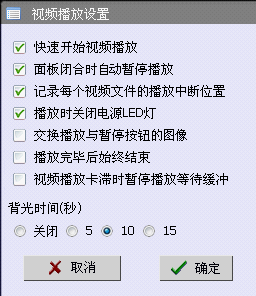 视频播放设置
快速开始视频播放
面板闭合时自动暂停播放
记录每个视频文件的播放中断位置
播放时关闭电源LED灯
交换播放与暂停按钮的图像
播放完毕后始终结束
视频播放卡滞时暂停播放等待缓冲
背光时间(秒)
关闭 5 10 15
取消 确定